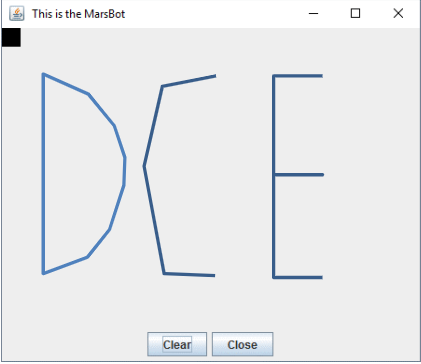 This is the MarsBot
DCE
Clear Close